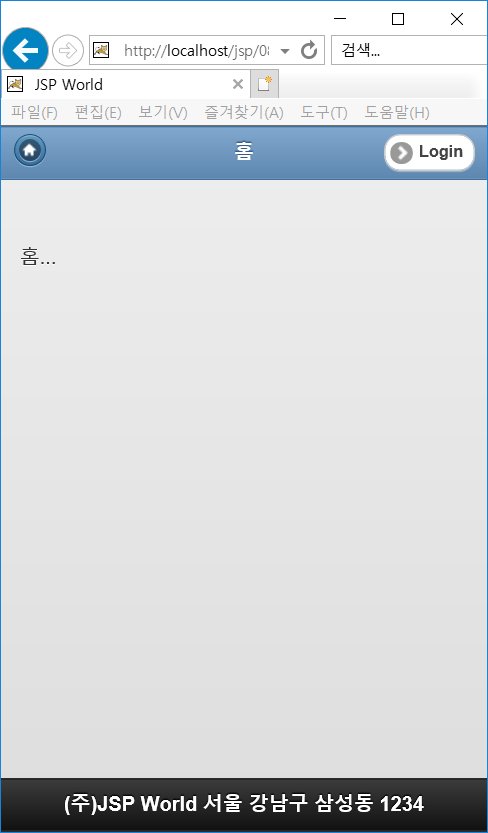 http://localhost/jsp/08
검색...
JSP World
파일(F) 편집(E) 보기(V) 즐겨찾기(A) 도구(T) 도움말(H)
홈 Login
홈...
(주)JSP World 서울 강남구 삼성동 1234